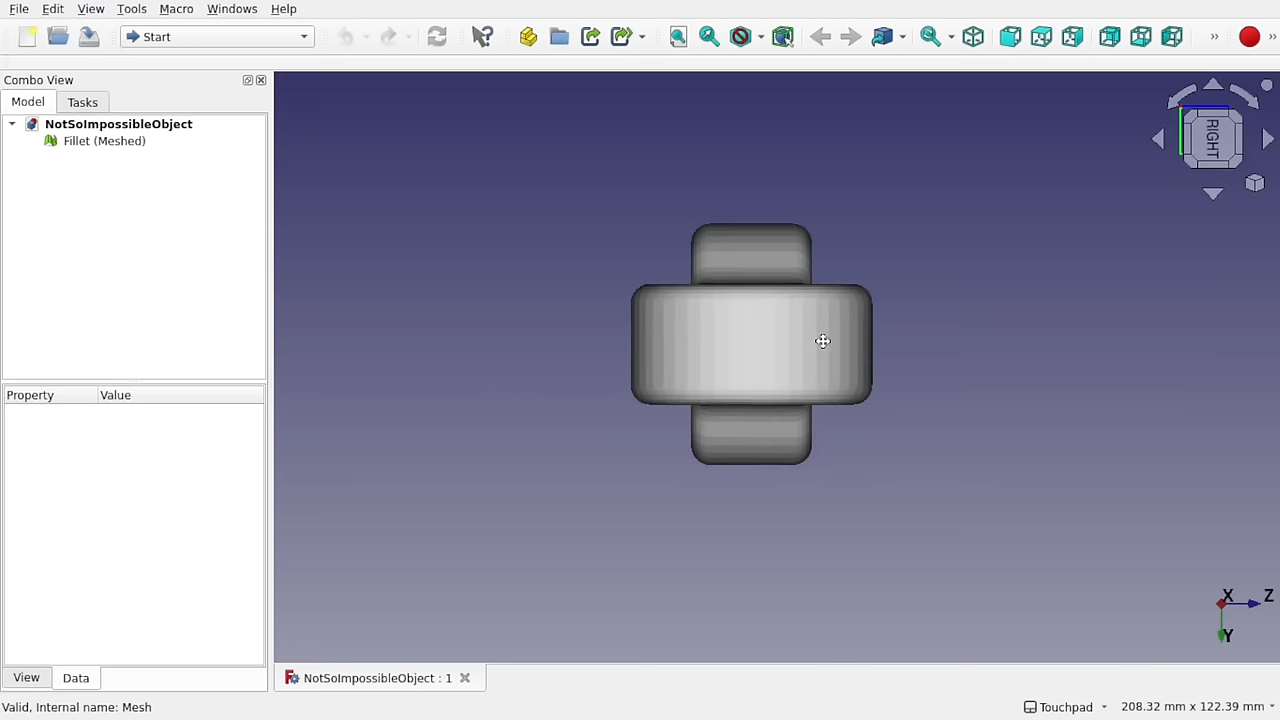 File Edit View Tools Macro Windows Help
Start
Combo View
Model Tasks
NotSoImpossibleObject
Fillet (Meshed)
RIGHT
Property Value
X Z
Y
View Data
NotSoImpossibleObject : 1
Valid, Internal name: Mesh
Touchpad 208.32 mm x 122.39 mm